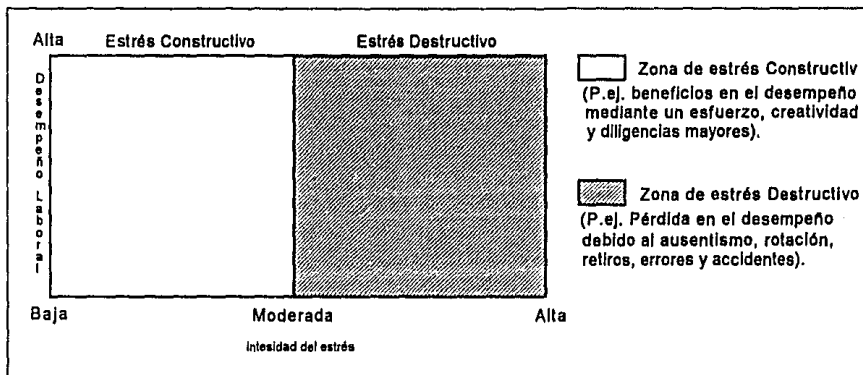 Alta
Estrés Constructivo
Estrés Destructivo
Desempeño Laboral
Baja
Moderada
Alta
Intesidad del estrés
Zona de estrés Constructiv
(P.ej. beneficios en el desempeño
mediante un esfuerzo, creatividad
y diligencias mayores).
Zona de estrés Destructivo
(P.ej. Pérdida en el desempeño
debido al ausentismo, rotación,
retiros, errores y accidentes).